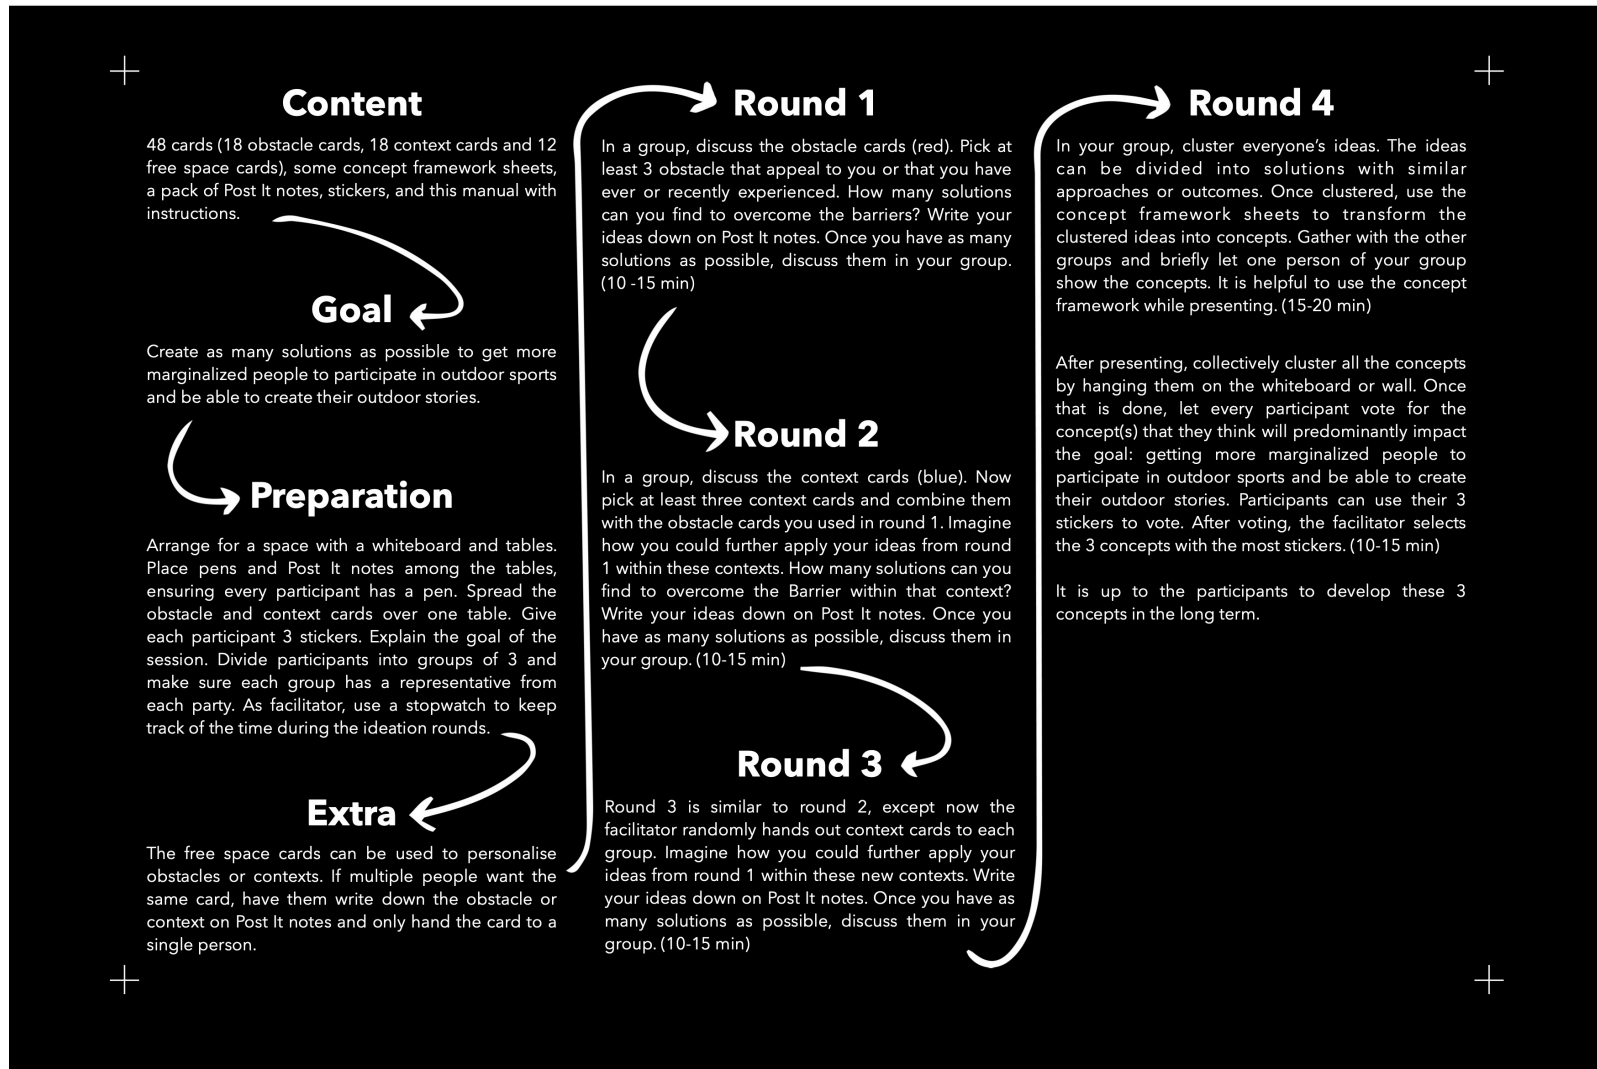 Content
48 cards (18 obstacle cards, 18 context cards and 12
free space cards), some concept framework sheets,
a pack of Post It notes, stickers, and this manual with
instructions.
Goal
Create as many solutions as possible to get more
marginalized people to participate in outdoor sports
and be able to create their outdoor stories.
Preparation
Arrange for a space with a whiteboard and tables.
Place pens and Post It notes among the tables,
ensuring every participant has a pen. Spread the
obstacle and context cards over one table. Give
each participant 3 stickers. Explain the goal of the
session. Divide participants into groups of 3 and
make sure each group has a representative from
each party. As facilitator, use a stopwatch to keep
track of the time during the ideation rounds.
Extra
The free space cards can be used to personalise
obstacles or contexts. If multiple people want the
same card, have them write down the obstacle or
context on Post It notes and only hand the card to a
single person.
Round 1
In a group, discuss the obstacle cards (red). Pick at
least 3 obstacle that appeal to you or that you have
ever or recently experienced. How many solutions
can you find to overcome the barriers? Write your
ideas down on Post It notes. Once you have as many
solutions as possible, discuss them in your group.
(10 -15 min)
Round 2
In a group, discuss the context cards (blue). Now
pick at least three context cards and combine them
with the obstacle cards you used in round 1. Imagine
how you could further apply your ideas from round
1 within these contexts. How many solutions can you
find to overcome the Barrier within that context?
Write your ideas down on Post It notes. Once you
have as many solutions as possible, discuss them in
your group. (10-15 min)
Round 3
Round 3 is similar to round 2, except now the
facilitator randomly hands out context cards to each
group. Imagine how you could further apply your
ideas from round 1 within these new contexts. Write
your ideas down on Post It notes. Once you have as
many solutions as possible, discuss them in your
group. (10-15 min)
Round 4
In your group, cluster everyone's ideas. The ideas
can be divided into solutions with similar
approaches or outcomes. Once clustered, use the
concept framework sheets to transform the
clustered ideas into concepts. Gather with the other
groups and briefly let one person of your group
show the concepts. It is helpful to use the concept
framework while presenting. (15-20 min)
After presenting, collectively cluster all the concepts
by hanging them on the whiteboard or wall. Once
that is done, let every participant vote for the
concept(s) that they think will predominantly impact
the goal: getting more marginalized people to
participate in outdoor sports and be able to create
their outdoor stories. Participants can use their 3
stickers to vote. After voting, the facilitator selects
the 3 concepts with the most stickers. (10-15 min)
It is up to the participants to develop these 3
concepts in the long term.